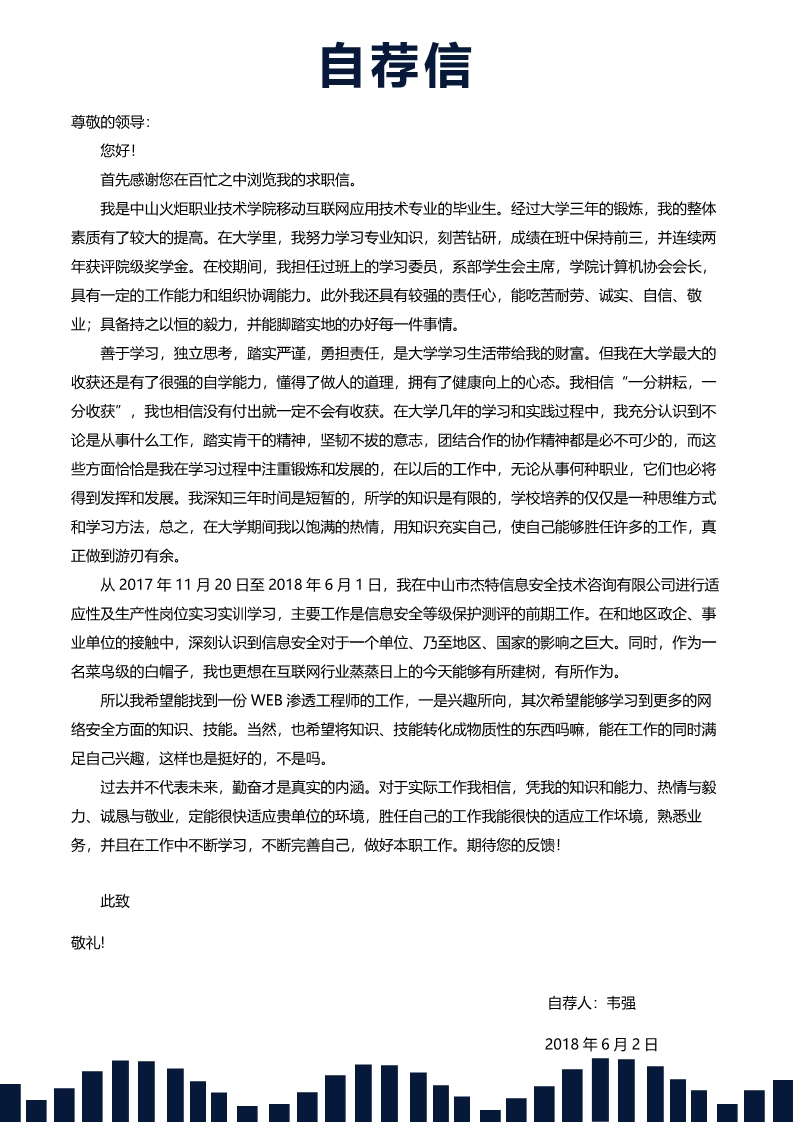 自荐信
尊敬的领导：
您好！
首先感谢您在百忙之中浏览我的求职信。
我是中山火炬职业技术学院移动互联网应用技术专业的毕业生。经过大学三年的锻炼，我的整体
素质有了较大的提高。在大学里，我努力学习专业知识，刻苦钻研，成绩在班中保持前三，并连续两
年获评院级奖学金。在校期间，我担任过班上的学习委员，系部学生会主席，学院计算机协会会长，
具有一定的工作能力和组织协调能力。此外我还具有较强的责任心，能吃苦耐劳、诚实、自信、敬
业；具备持之以恒的毅力，并能脚踏实地的办好每一件事情。
善于学习，独立思考，踏实严谨，勇担责任，是大学学习生活带给我的财富。但我在大学最大的
收获还是有了很强的自学能力，懂得了做人的道理，拥有了健康向上的心态。我相信“一分耕耘，一
分收获”，我也相信没有付出就一定不会有收获。在大学几年的学习和实践过程中，我充分认识到不
论是从事什么工作，踏实肯干的精神，坚韧不拔的意志，团结合作的协作精神都是必不可少的，而这
些方面恰恰是我在学习过程中注重锻炼和发展的，在以后的工作中，无论从事何种职业，它们也必将
得到发挥和发展。我深知三年时间是短暂的，所学的知识是有限的，学校培养的仅仅是一种思维方式
和学习方法，总之，在大学期间我以饱满的热情，用知识充实自己，使自己能够胜任许多的工作，真
正做到游刃有余。
从 2017 年 11 月 20 日至 2018 年 6 月 1 日，我在中山市杰特信息安全技术咨询有限公司进行适
应性及生产性岗位实习实训学习，主要工作是信息安全等级保护测评的前期工作。在和地区政企、事
业单位的接触中，深刻认识到信息安全对于一个单位、乃至地区、国家的影响之巨大。同时，作为一
名菜鸟级的白帽子，我也更想在互联网行业蒸蒸日上的今天能够有所建树，有所作为。
所以我希望能找到一份 WEB 渗透工程师的工作，一是兴趣所向，其次希望能够学习到更多的网
络安全方面的知识、技能。当然，也希望将知识、技能转化成物质性的东西吗嘛，能在工作的同时满
足自己兴趣，这样也是挺好的，不是吗。
过去并不代表未来，勤奋才是真实的内涵。对于实际工作我相信，凭我的知识和能力、热情与毅
力、诚恳与敬业，定能很快适应贵单位的环境，胜任自己的工作我能很快的适应工作坏境，熟悉业
务，并且在工作中不断学习，不断完善自己，做好本职工作。期待您的反馈！
此致
敬礼!
自荐人：韦强
2018 年 6 月 2 日